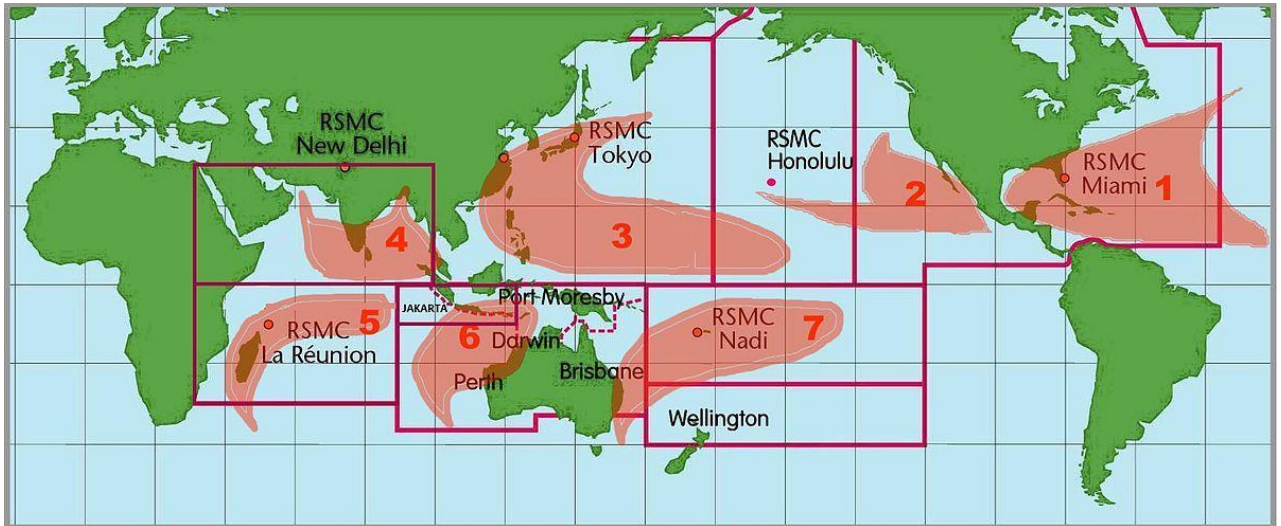 RSMC
New Delhi
RSMC
Tokyo
RSMC
Honolulu
RSMC
Miami
1
2
3
4
5
RSMC
La Réunion
JAKARTA
Port Moresby
6
Darwin
Perth
Brisbane
RSMC
Nadi
7
Wellington